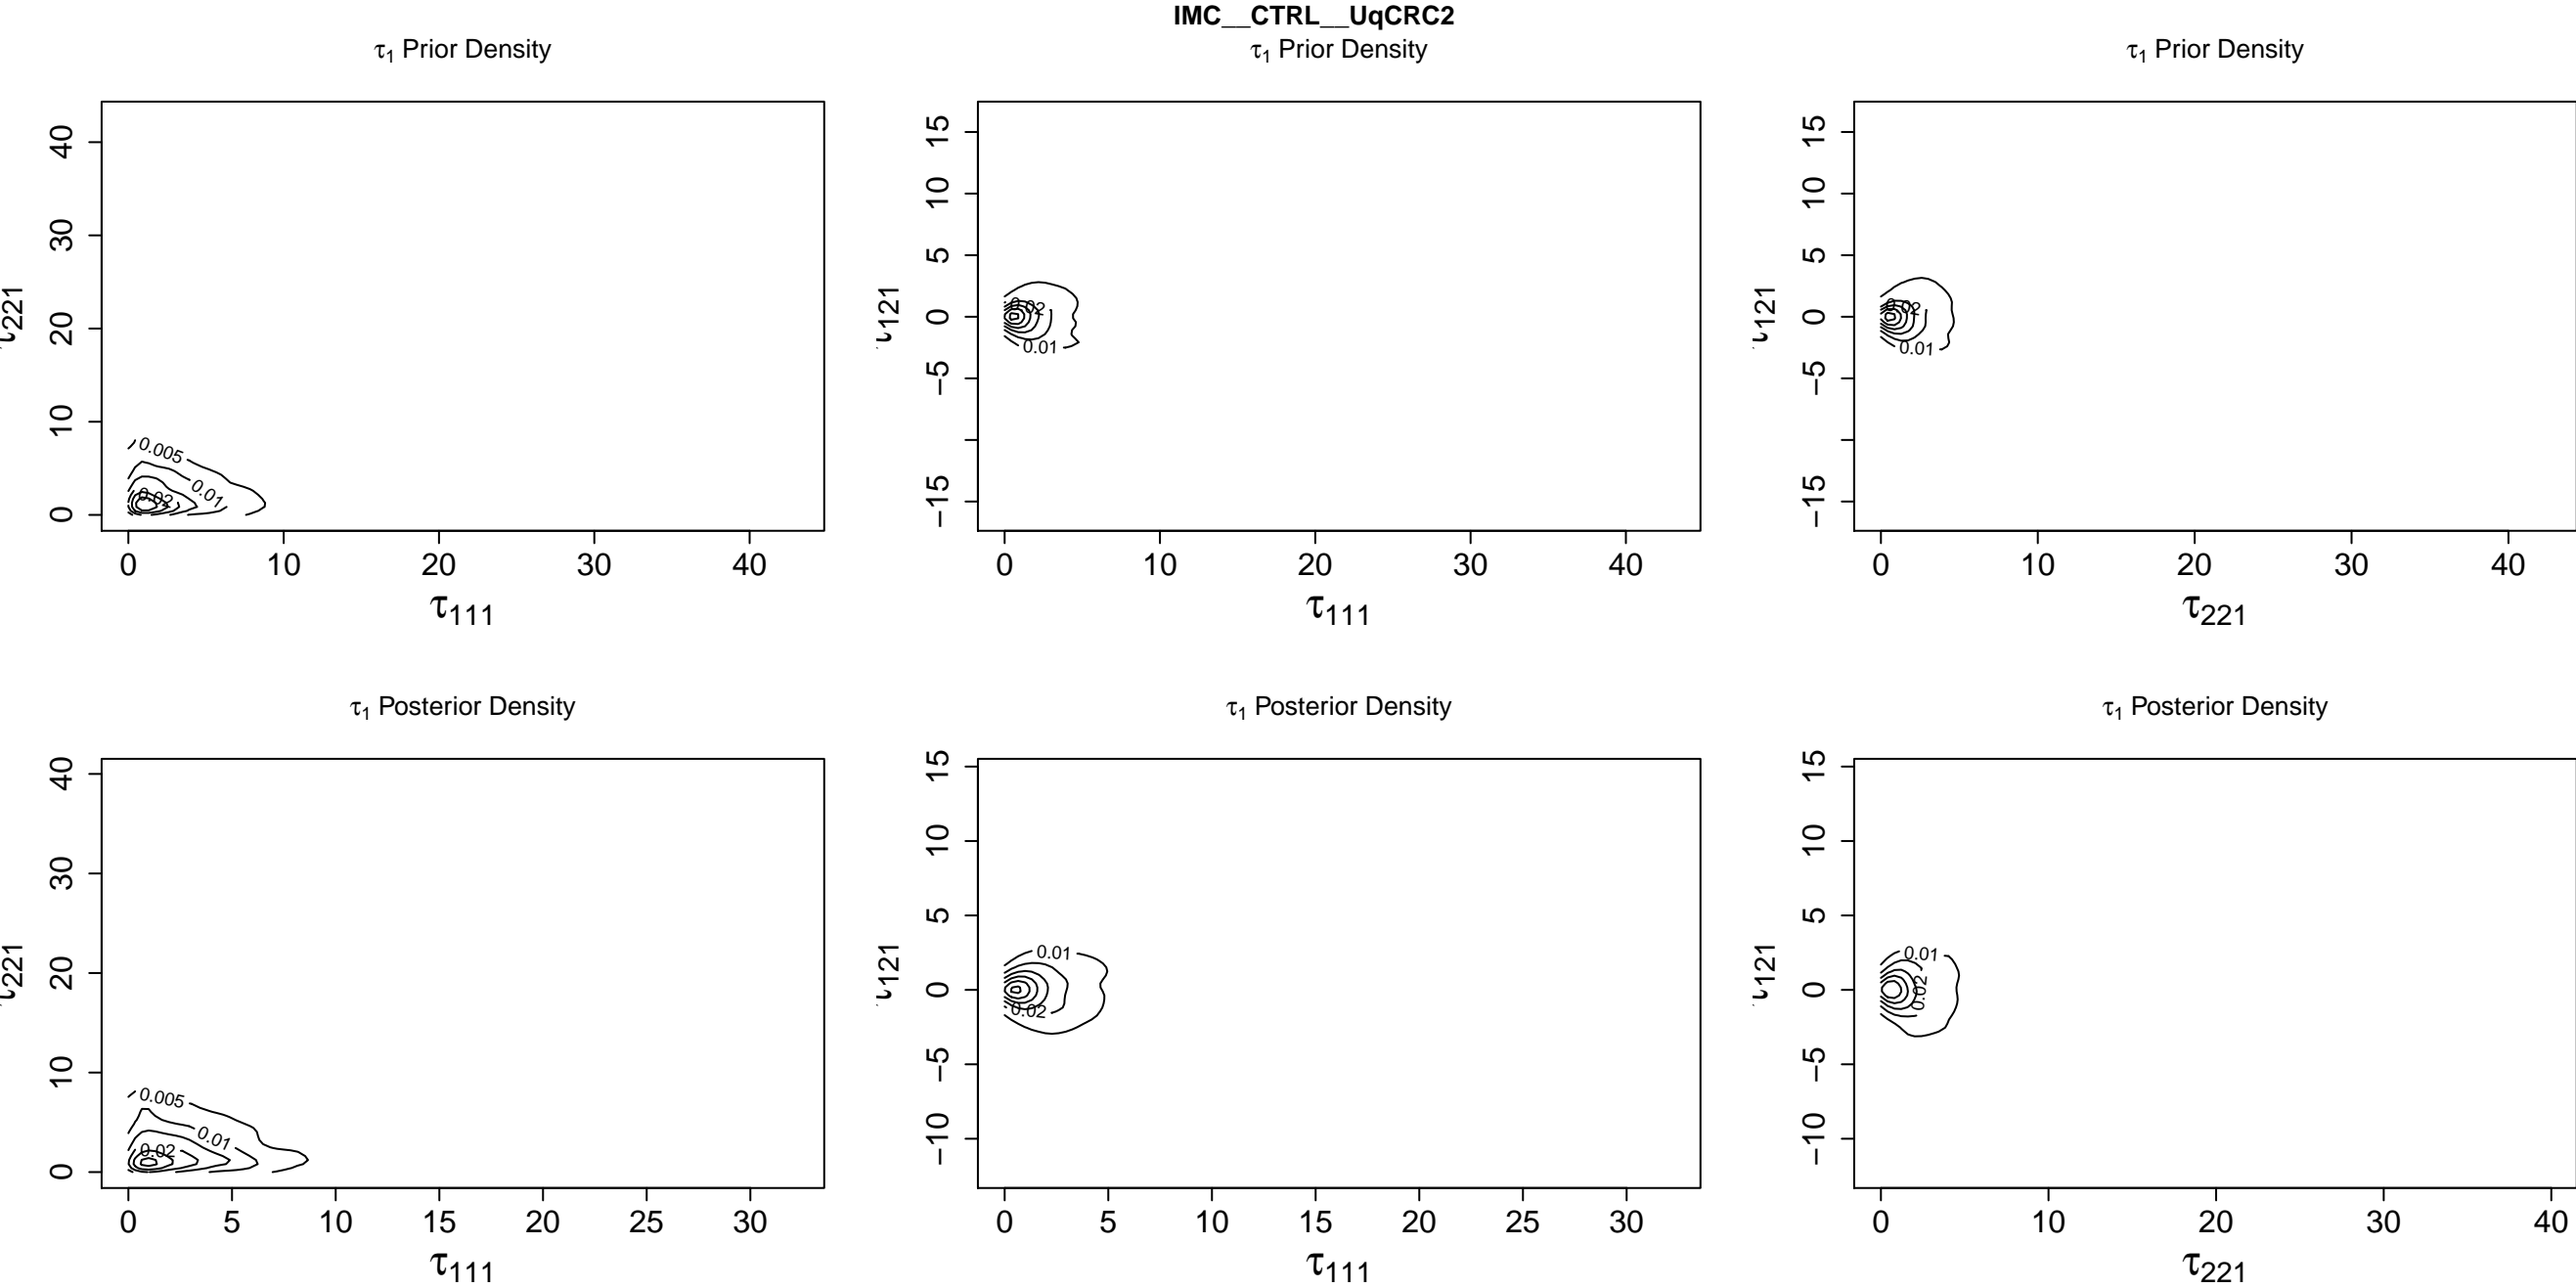 IMC__CTRL__UqCRC2
τ1 Prior Density
τ1 Prior Density
τ1 Prior Density
40
30
20
10
0
τ221
0.005
0.01
0.02
0 10 20 30 40
τ111
15
10
5
0
−5
−15
τ121
0.02
0.01
0 10 20 30 40
τ111
15
10
5
0
−5
−15
τ121
0.02
0.01
0 10 20 30 40
τ221
τ1 Posterior Density
τ1 Posterior Density
τ1 Posterior Density
40
30
20
10
0
τ221
0.005
0.01
0.02
0 5 10 15 20 25 30
τ111
15
10
5
0
−5
−10
τ121
0.01
0.02
0 5 10 15 20 25 30
τ111
15
10
5
0
−5
−10
τ121
0.01
0.02
0 10 20 30 40
τ221